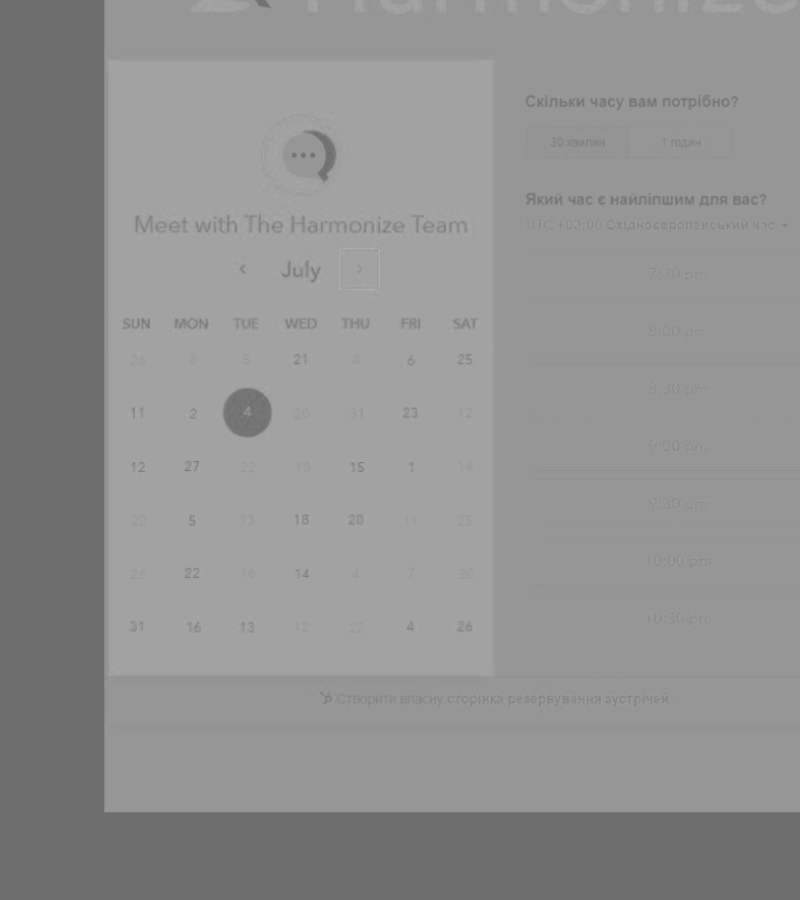 Harmonize
Meet with The Harmonize Team
July
SUN MON TUE WED THU FRI SAT
26 8 5 21 8 6 25
11 2 4 20 31 23 12
12 27 22 10 15 1 14
22 5 13 18 20 11 25
26 22 16 14 4 7 30
31 16 13 12 22 4 26
Скільки часу вам потрібно?
30 хвилин 1 годин
Який час є найліпшим для вас?
UTC +03:00 Східноєвропейський час
7:30 pm
8:00 pm
8:30 pm
9:00 pm
9:30 pm
10:00 pm
10:30 pm
Створити власну сторінка резервування зустрічей